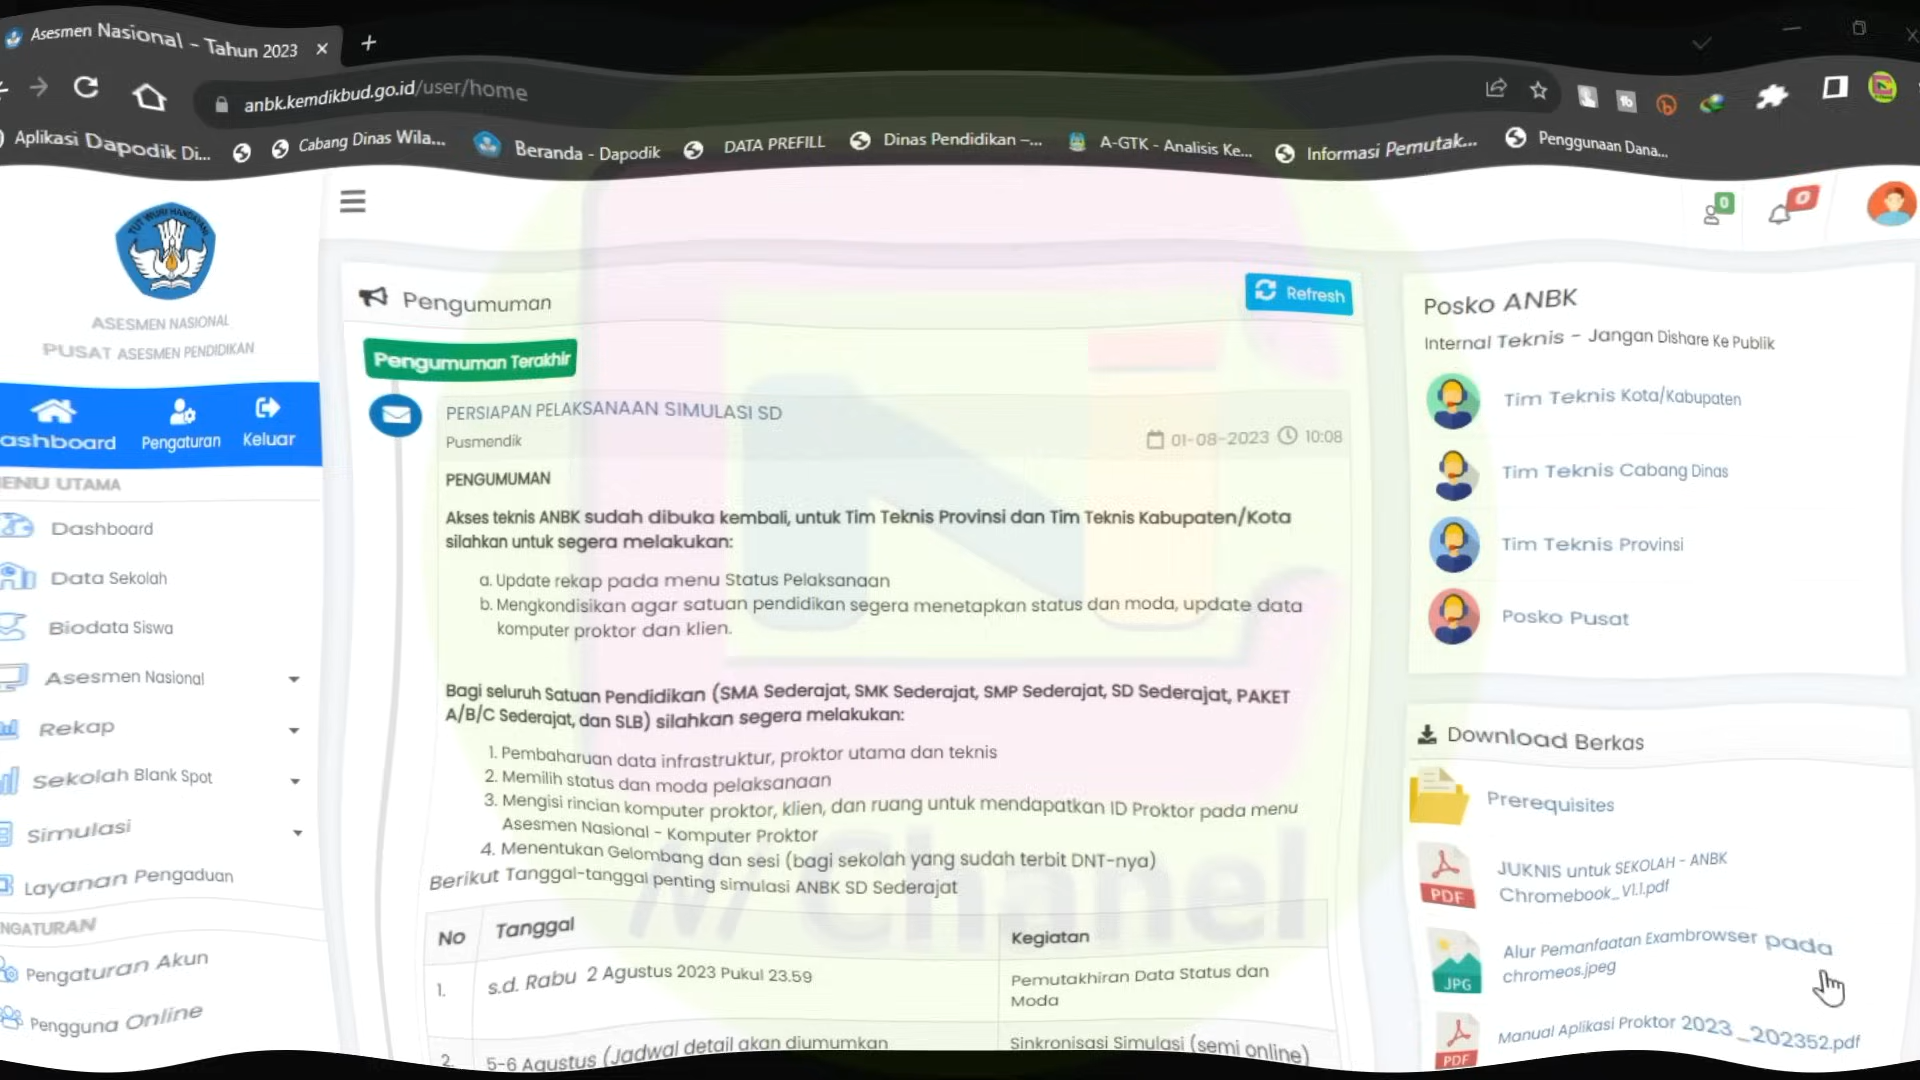 Asesmen Nasional - Tahun 2023
anbk.kemdikbud.go.id/user/home
Aplikasi Dapodik Di...
Cabang Dinas Wila...
Beranda - Dapodik
DATA PREFILL
Dinas Pendidikan –...
A-GTK - Analisis Ke...
Informasi Pemutak...
Penggunaan Dana...
TUT WURI HANDAYANI
ASESMEN NASIONAL
PUSAT ASESMEN PENDIDIKAN
ashboard
Pengaturan
Keluar
ENU UTAMA
Dashboard
Data Sekolah
Biodata Siswa
Asesmen Nasional
Rekap
Sekolah Blank Spot
Simulasi
Layanan Pengaduan
NGATURAN
Pengaturan Akun
Pengguna Online
0
0
Pengumuman
Refresh
Pengumuman Terakhir
PERSIAPAN PELAKSANAAN SIMULASI SD
Pusmendik
01-08-2023 10:08
PENGUMUMAN
Akses teknis ANBK sudah dibuka kembali, untuk Tim Teknis Provinsi dan Tim Teknis Kabupaten/Kota
silahkan untuk segera melakukan:
a. Update rekap pada menu Status Pelaksanaan
b. Mengkondisikan agar satuan pendidikan segera menetapkan status dan moda, update data
komputer proktor dan klien.
Bagi seluruh Satuan Pendidikan (SMA Sederajat, SMK Sederajat, SMP Sederajat, SD Sederajat, PAKET
A/B/C Sederajat, dan SLB) silahkan segera melakukan:
1. Pembaharuan data infrastruktur, proktor utama dan teknis
2. Memilih status dan moda pelaksanaan
3. Mengisi rincian komputer proktor, klien, dan ruang untuk mendapatkan ID Proktor pada menu
Asesmen Nasional - Komputer Proktor
4. Menentukan Gelombang dan sesi (bagi sekolah yang sudah terbit DNT-nya)
Berikut Tanggal-tanggal penting simulasi ANBK SD Sederajat
No Tanggal Kegiatan
1. s.d. Rabu 2 Agustus 2023 Pukul 23.59 Pemutakhiran Data Status dan
Moda
2. 5-6 Agustus (Jadwal detail akan diumumkan Sinkronisasi Simulasi (semi online)
Ni Chanel
Posko ANBK
Internal Teknis - Jangan Dishare Ke Publik
Tim Teknis Kota/Kabupaten
Tim Teknis Cabang Dinas
Tim Teknis Provinsi
Posko Pusat
Download Berkas
Prerequisites
PDF
JUKNIS untuk SEKOLAH - ANBK
Chromebook_V1.1.pdf
JPG
Alur Pemanfaatan Exambrowser pada
chromeos.jpeg
PDF
Manual Aplikasi Proktor 2023_202352.pdf